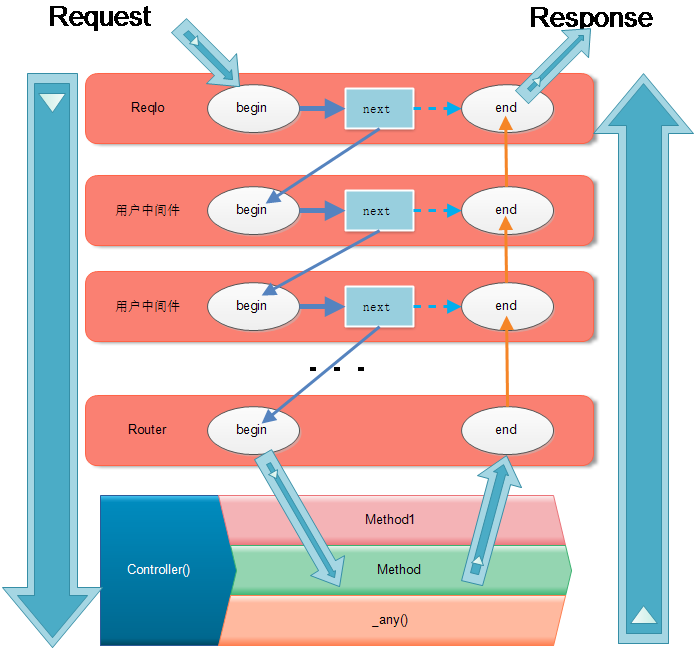 Request
Response
Reqlo
begin
next
end
用户中间件
begin
next
end
用户中间件
begin
next
end
- - -
Router
begin
end
Controller()
Method1
Method
_any()